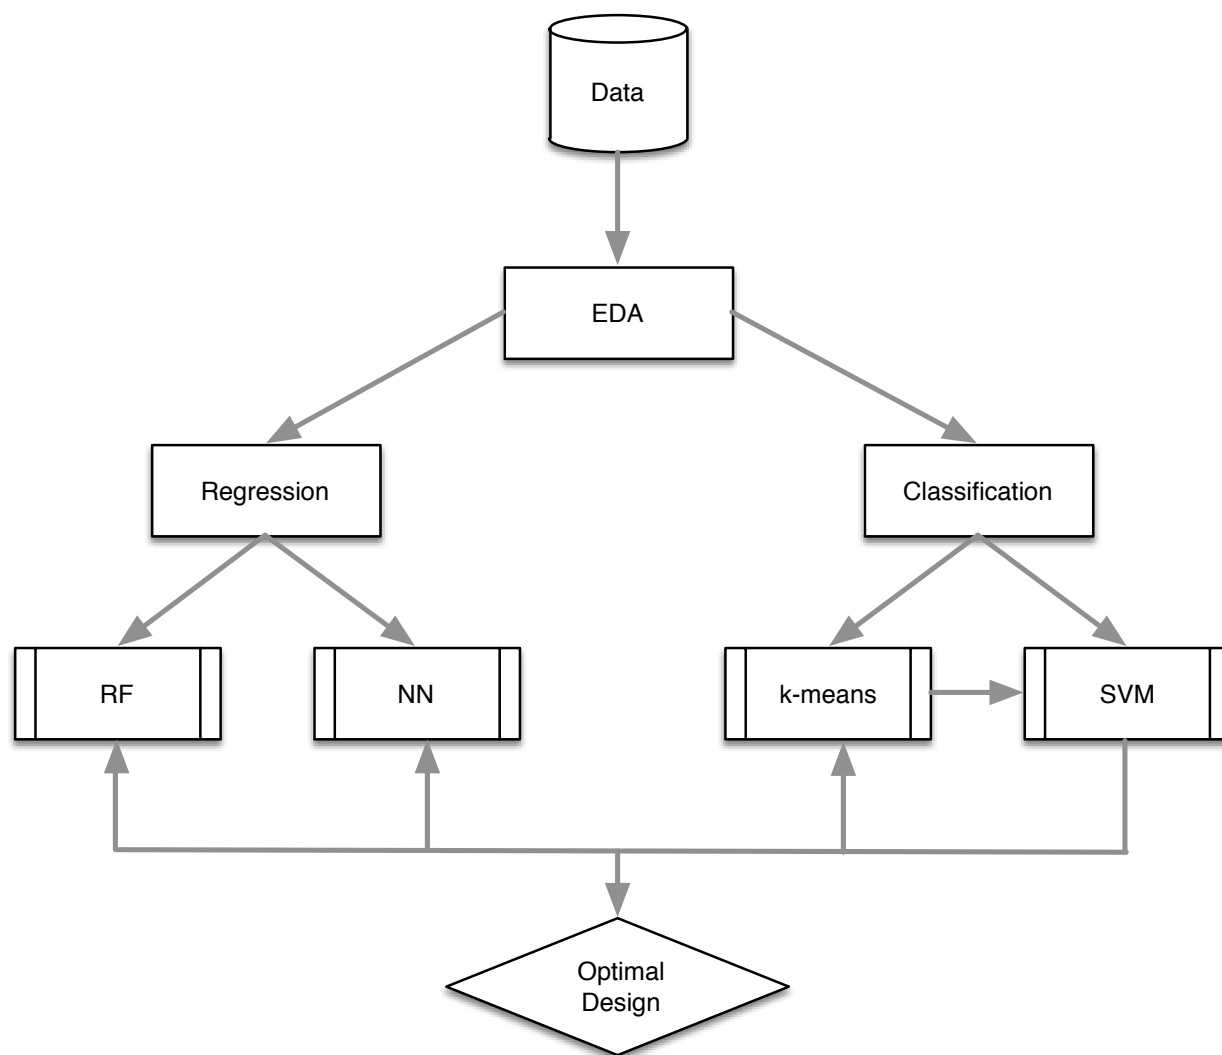 Data
EDA
Regression
Classification
RF
NN
k-means
SVM
Optimal
Design